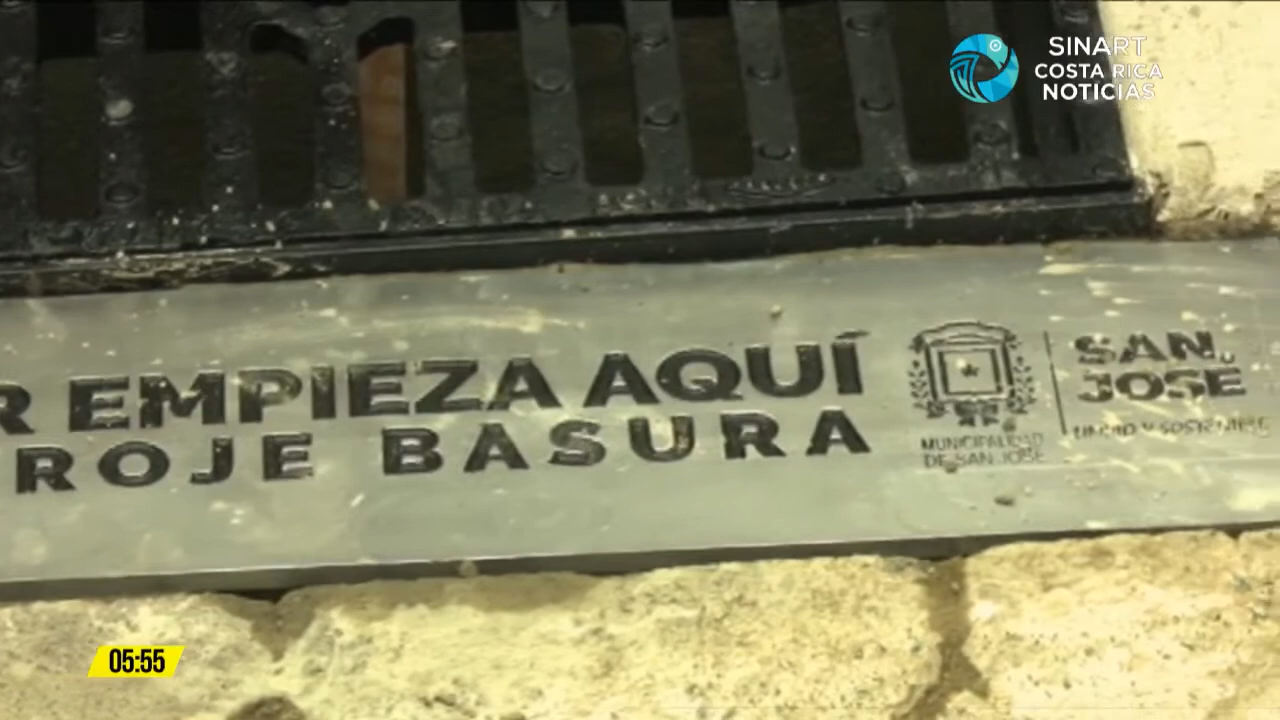 SINART
COSTA RICA
NOTICIAS
R EMPIEZA AQUÍ
ROJE BASURA
MUNICIPALIDAD
DE SAN JOSÉ
SAN
JOSÉ
05:55